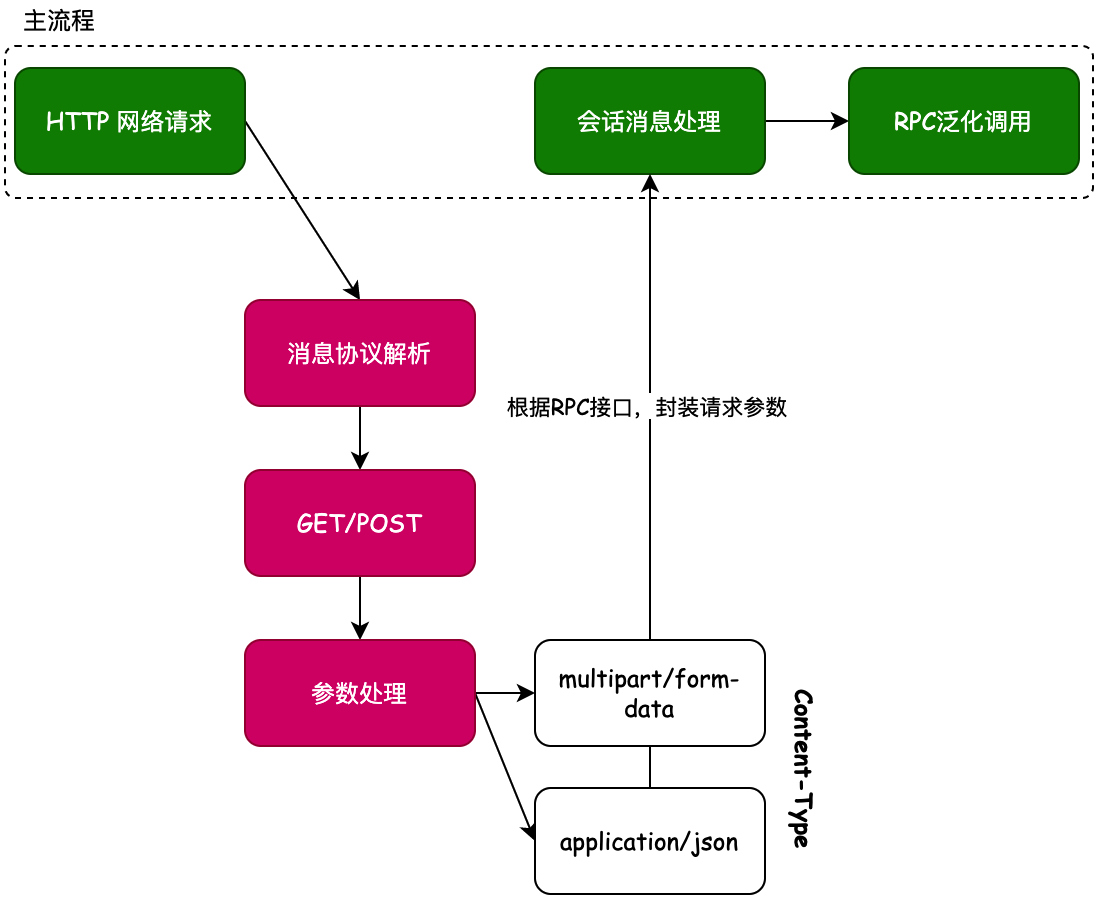 主流程
HTTP 网络请求
会话消息处理
RPC泛化调用
消息协议解析
根据RPC接口，封装请求参数
GET/POST
参数处理
multipart/form-
data
Content-Type
application/json